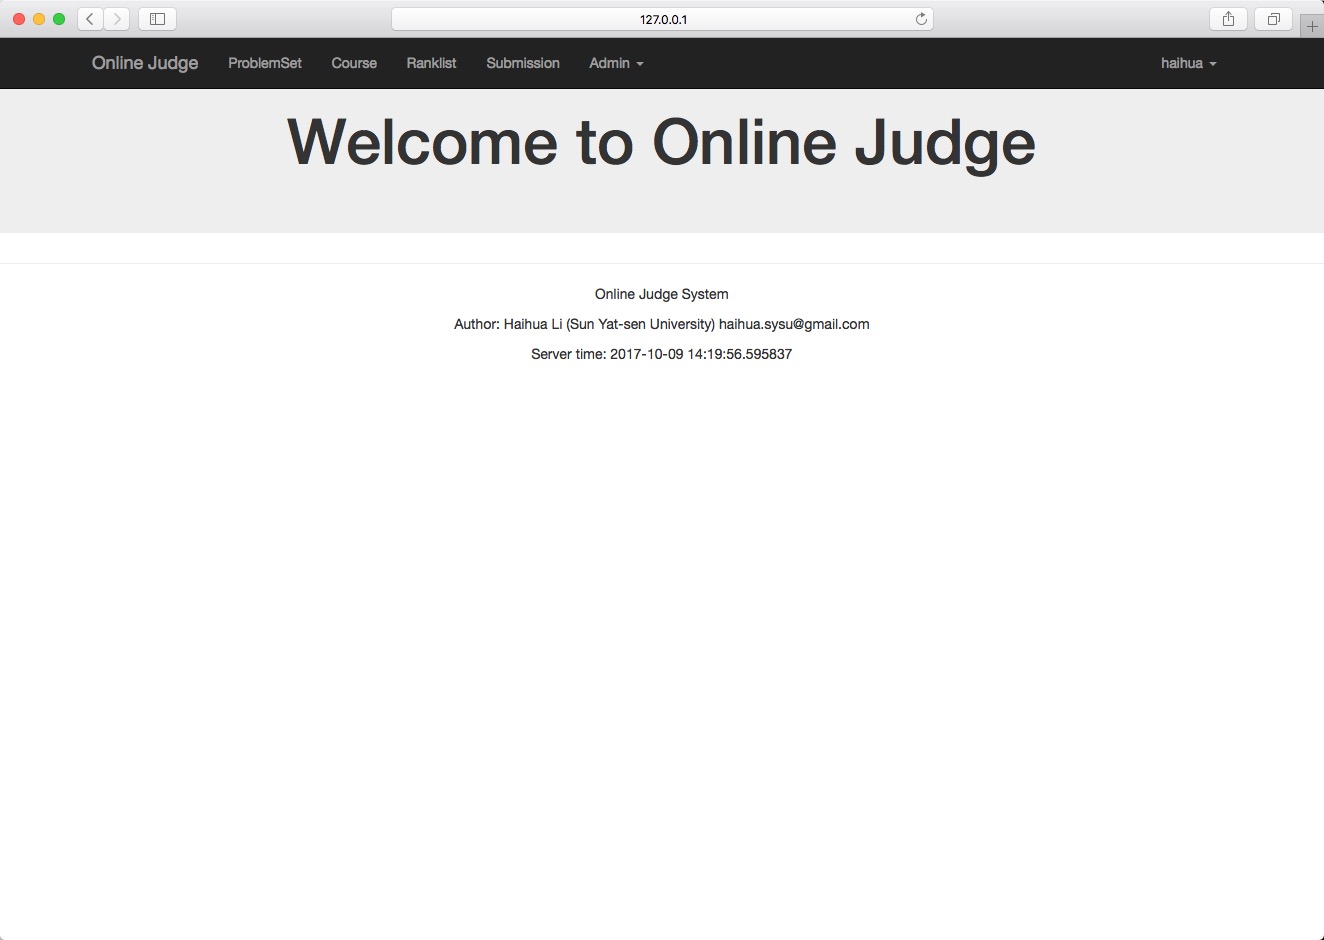 127.0.0.1
Online Judge ProblemSet Course Ranklist Submission Admin haihua
Welcome to Online Judge
Online Judge System
Author: Haihua Li (Sun Yat-sen University) haihua.sysu@gmail.com
Server time: 2017-10-09 14:19:56.595837